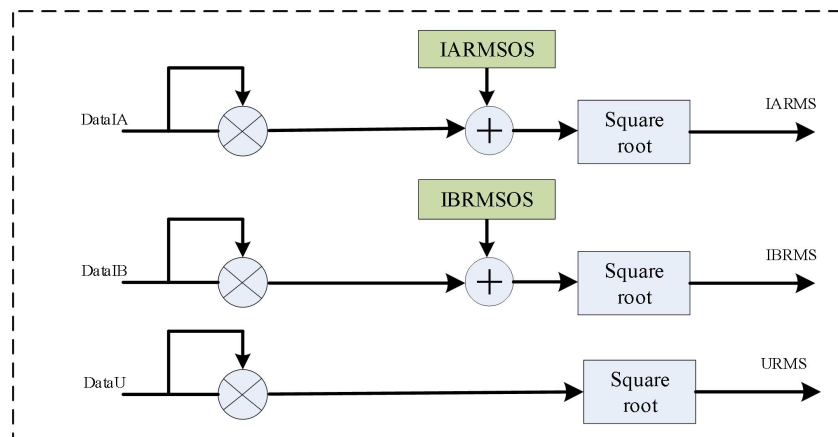 IARMSOS
DataIA
Square
root
IARMS
IBRMSOS
DataIB
Square
root
IBRMS
DataU
Square
root
URMS